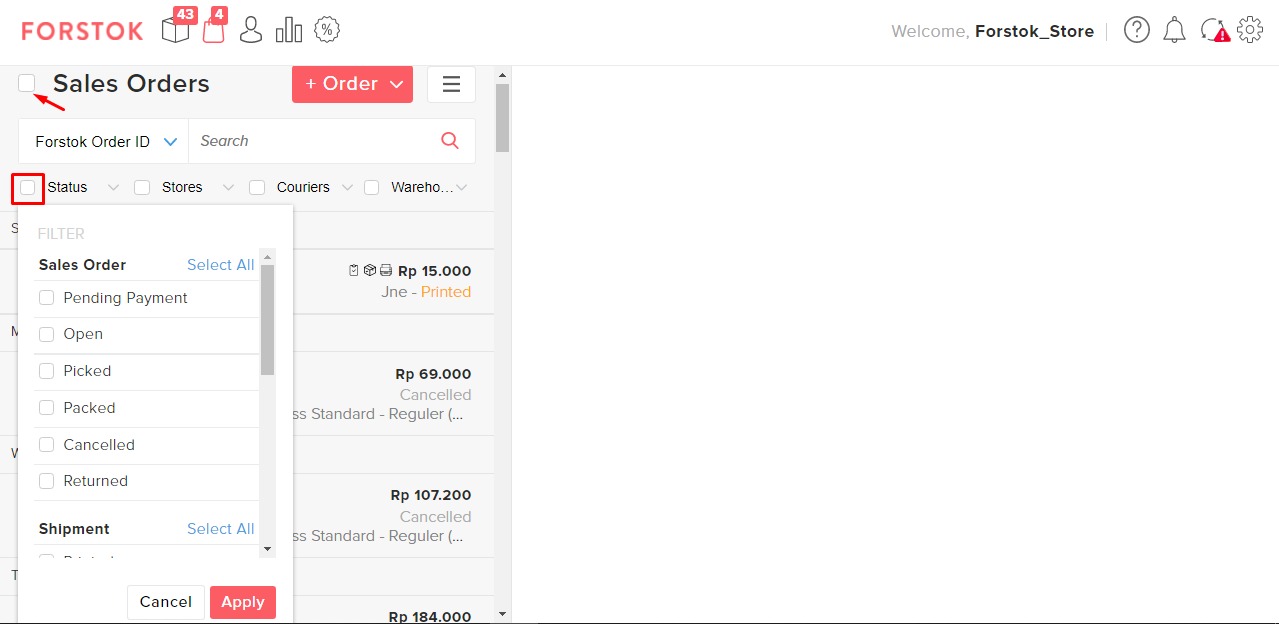 FORSTOK
43
4
Welcome, Forstok_Store
Sales Orders
+ Order
Forstok Order ID
Search
Status
Stores
Couriers
Wareho...
S
FILTER
Sales Order
Select All
Rp 15.000
Jne - Printed
Pending Payment
M
Open
Picked
Rp 69.000
Cancelled
Packed
ss Standard - Reguler (...
Cancelled
W
Returned
Rp 107.200
Cancelled
Shipment
Select All
ss Standard - Reguler (...
T
Cancel
Apply
Rp 184.000